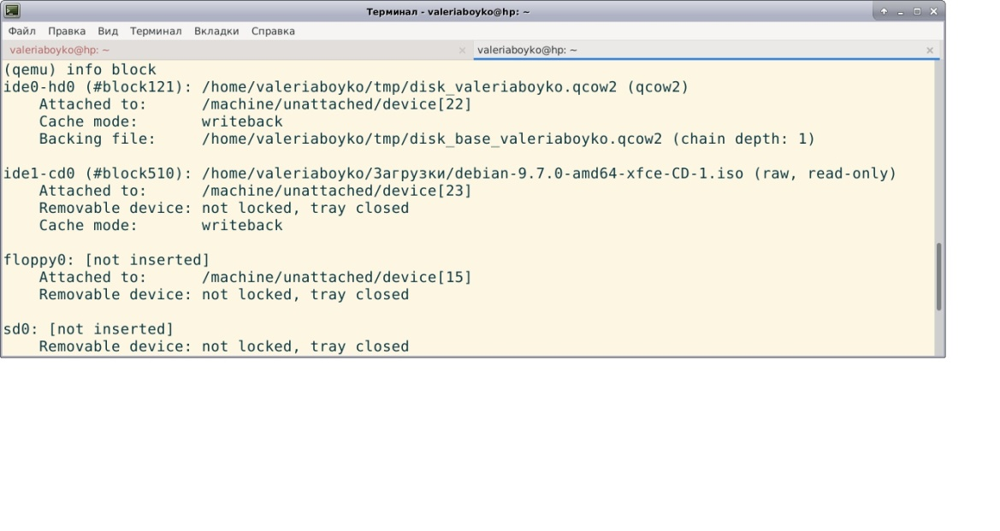 Терминал - valeriaboyko@hp: ~
Файл Правка Вид Терминал Вкладки Справка
valeriaboyko@hp: ~ valeriaboyko@hp: ~
(qemu) info block
ide0-hd0 (#block121): /home/valeriaboyko/tmp/disk_valeriaboyko.qcow2 (qcow2)
    Attached to:      /machine/unattached/device[22]
    Cache mode:       writeback
    Backing file:     /home/valeriaboyko/tmp/disk_base_valeriaboyko.qcow2 (chain depth: 1)

ide1-cd0 (#block510): /home/valeriaboyko/Загрузки/debian-9.7.0-amd64-xfce-CD-1.iso (raw, read-only)
    Attached to:      /machine/unattached/device[23]
    Removable device: not locked, tray closed
    Cache mode:       writeback

floppy0: [not inserted]
    Attached to:      /machine/unattached/device[15]
    Removable device: not locked, tray closed

sd0: [not inserted]
    Removable device: not locked, tray closed